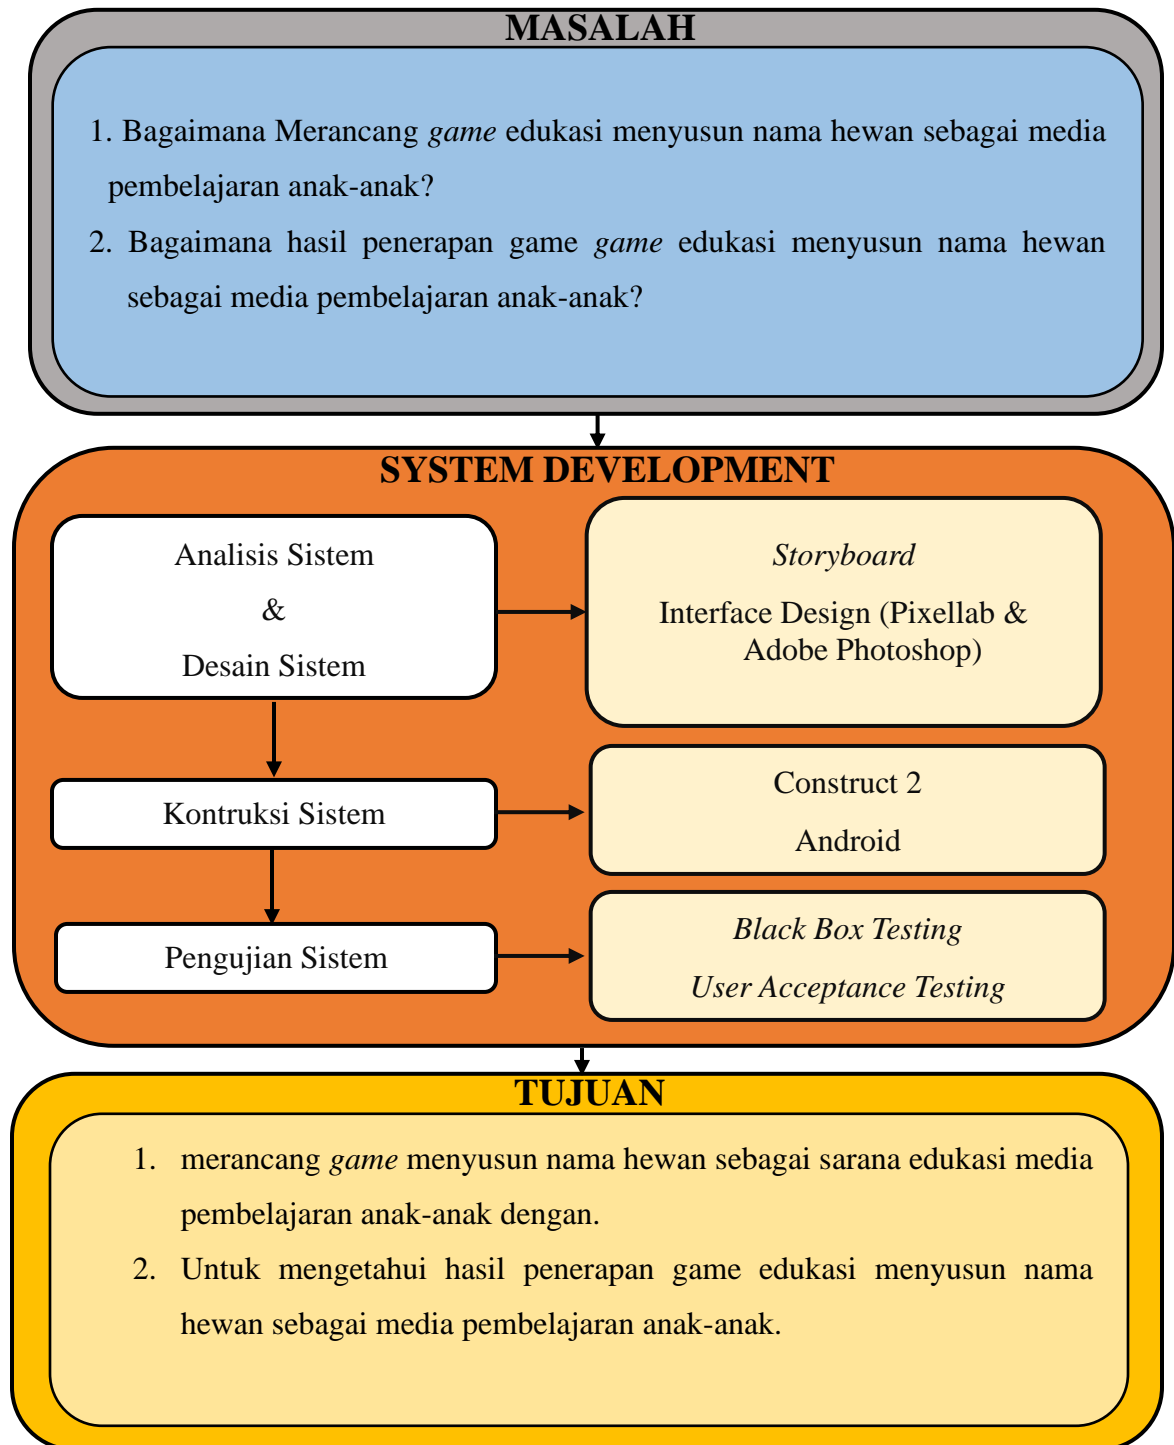 MASALAH
1. Bagaimana Merancang game edukasi menyusun nama hewan sebagai media
pembelajaran anak-anak?
2. Bagaimana hasil penerapan game game edukasi menyusun nama hewan
sebagai media pembelajaran anak-anak?
SYSTEM DEVELOPMENT
Analisis Sistem
&
Desain Sistem
Storyboard
Interface Design (Pixellab &
Adobe Photoshop)
Kontruksi Sistem
Construct 2
Android
Pengujian Sistem
Black Box Testing
User Acceptance Testing
TUJUAN
1. merancang game menyusun nama hewan sebagai sarana edukasi media
pembelajaran anak-anak dengan.
2. Untuk mengetahui hasil penerapan game edukasi menyusun nama
hewan sebagai media pembelajaran anak-anak.